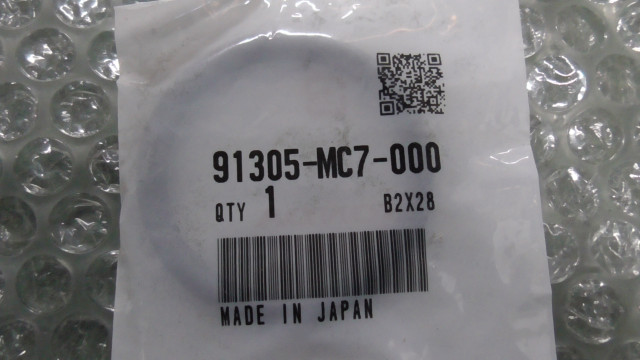 91305-MC7-000
QTY 1 B2X28
MADE IN JAPAN